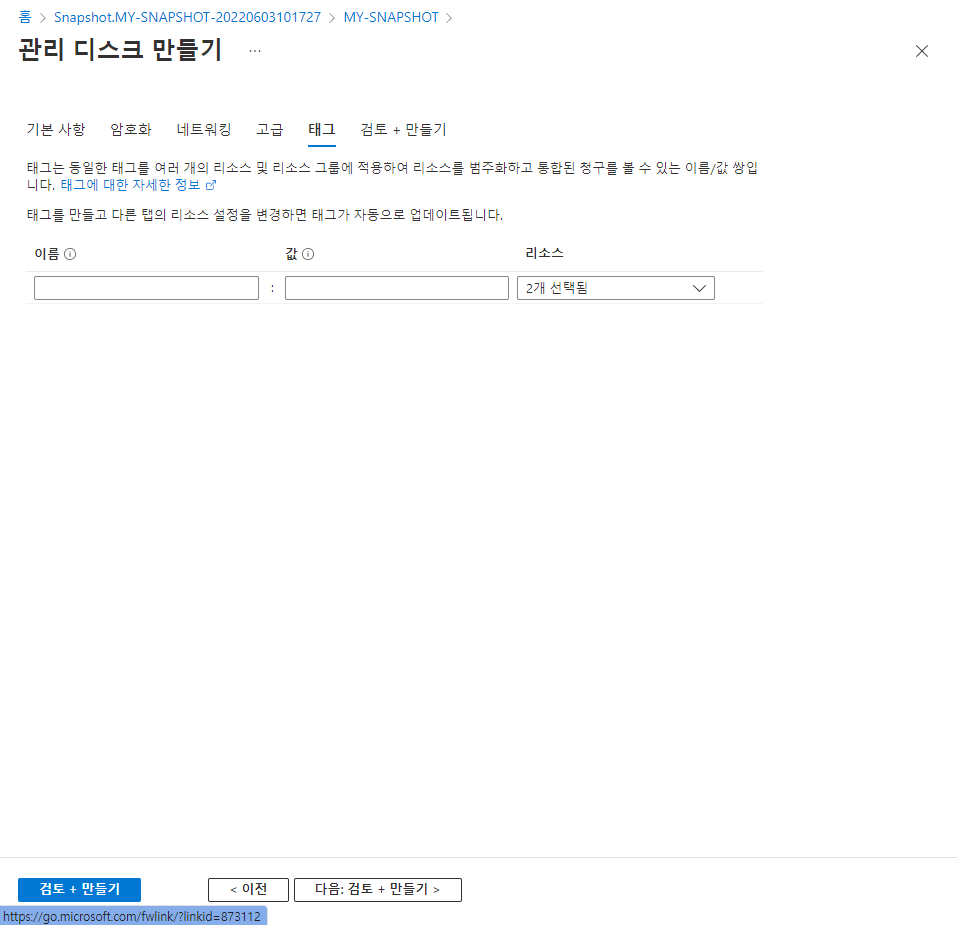 홈 > Snapshot.MY-SNAPSHOT-20220603101727 > MY-SNAPSHOT >
관리 디스크 만들기 ...
기본 사항 암호화 네트워킹 고급 태그 검토 + 만들기
태그는 동일한 태그를 여러 개의 리소스 및 리소스 그룹에 적용하여 리소스를 범주화하고 통합된 청구를 볼 수 있는 이름/값 쌍입
니다. 태그에 대한 자세한 정보
태그를 만들고 다른 탭의 리소스 설정을 변경하면 태그가 자동으로 업데이트됩니다.
이름 값 리소스
: 2개 선택됨
검토 + 만들기 < 이전 다음: 검토 + 만들기 >
https://go.microsoft.com/fwlink/?linkid=873112